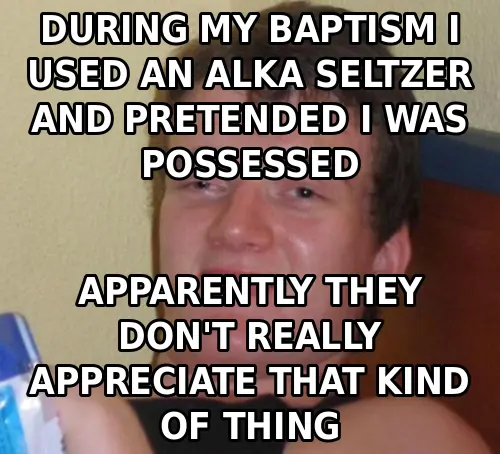 DURING MY BAPTISM I
USED AN ALKA SELTZER
AND PRETENDED I WAS
POSSESSED
APPARENTLY THEY
DON'T REALLY
APPRECIATE THAT KIND
OF THING